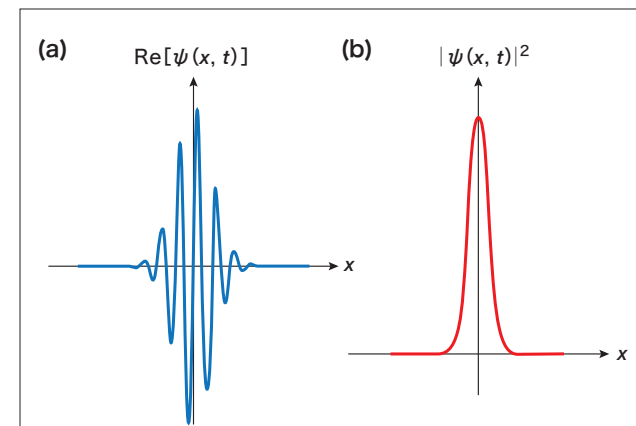 (a)
Re[ψ(x, t)]
x
(b)
|ψ(x, t)|²
x